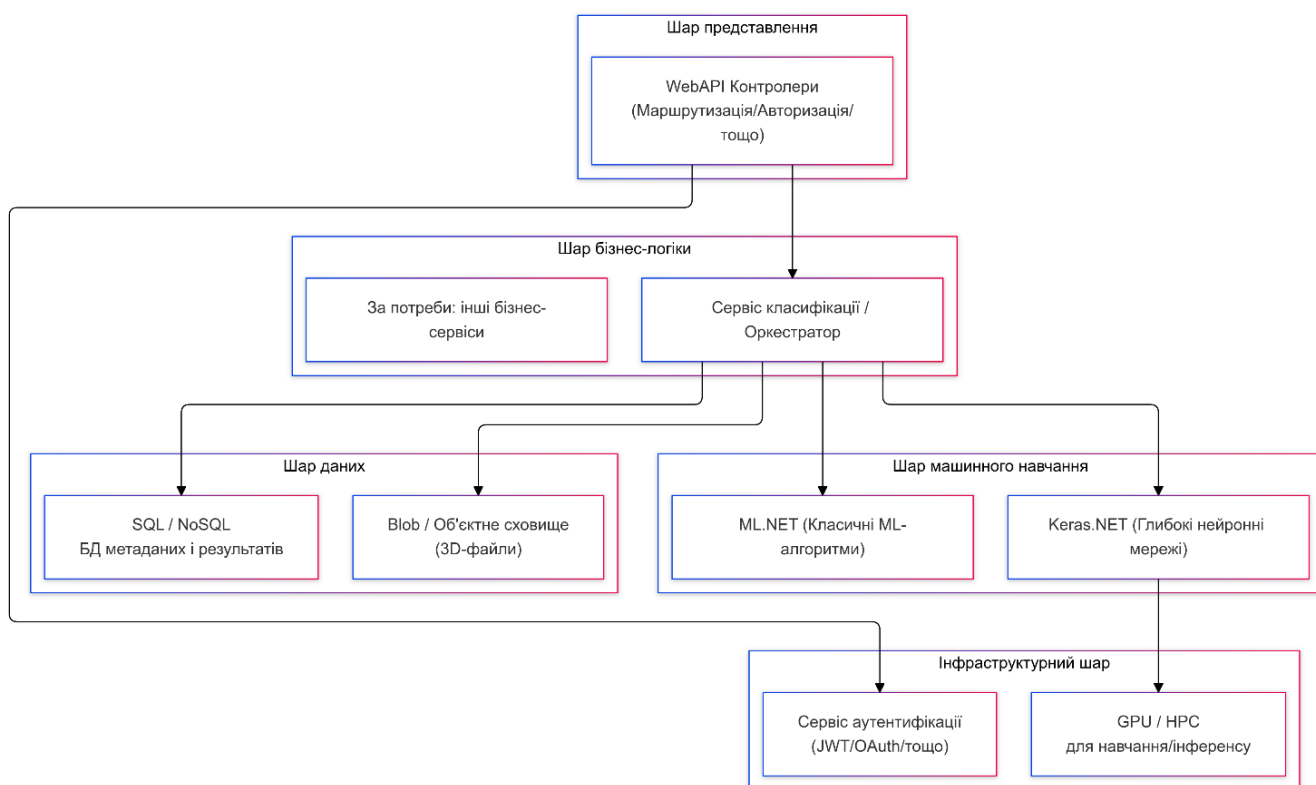 Шар представлення
WebAPI Контролери
(Маршрутизація/Авторизація/
тощо)
Шар бізнес-логіки
За потреби: інші бізнес-
сервіси
Сервіс класифікації /
Оркестратор
Шар даних
SQL / NoSQL
БД метаданих і результатів
Blob / Об'єктне сховище
(3D-файли)
Шар машинного навчання
ML.NET (Класичні ML-
алгоритми)
Keras.NET (Глибокі нейронні
мережі)
Інфраструктурний шар
Сервіс аутентифікації
(JWT/OAuth/тощо)
GPU / HPC
для навчання/інференсу